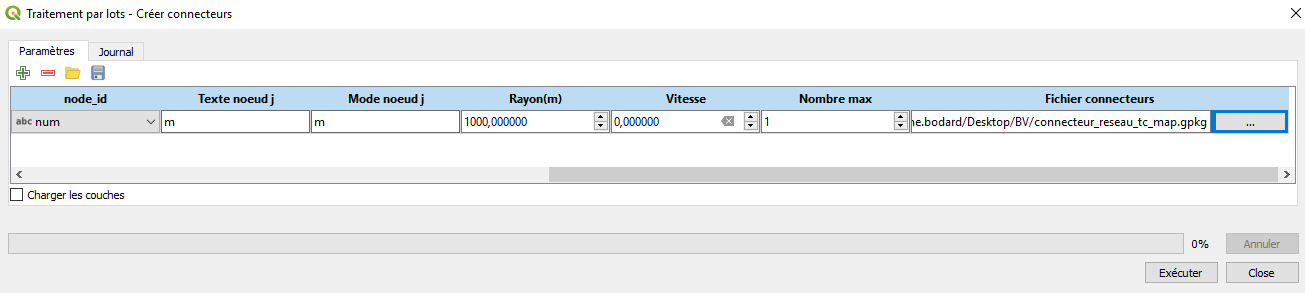 Traitement par lots - Créer connecteurs
Paramètres Journal
node_id Texte noeud j Mode noeud j Rayon(m) Vitesse Nombre max Fichier connecteurs
abc num m m 1000,000000 0,000000 1 ne.bodard/Desktop/BV/connecteur_reseau_tc_map.gpkg ...
Charger les couches
0% Annuler
Exécuter Close